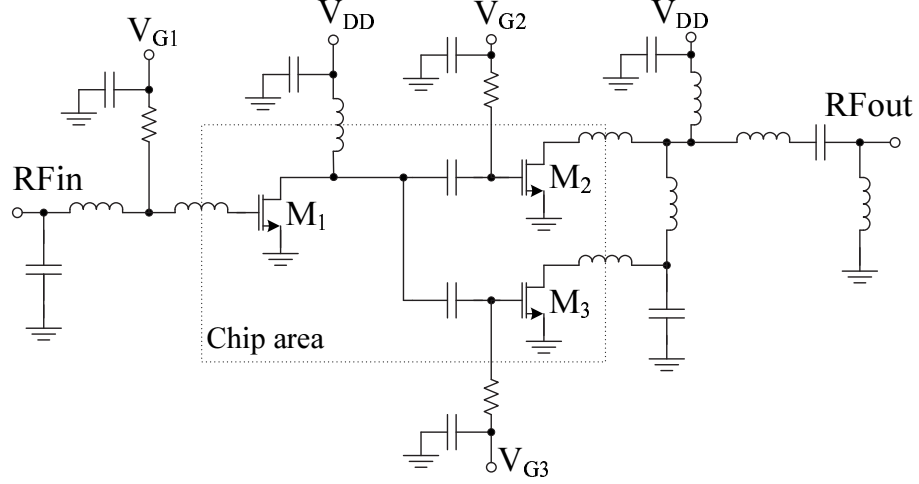 V_G1
V_DD
V_G2
V_DD
RFout
RFin
M_1
M_2
M_3
Chip area
V_G3